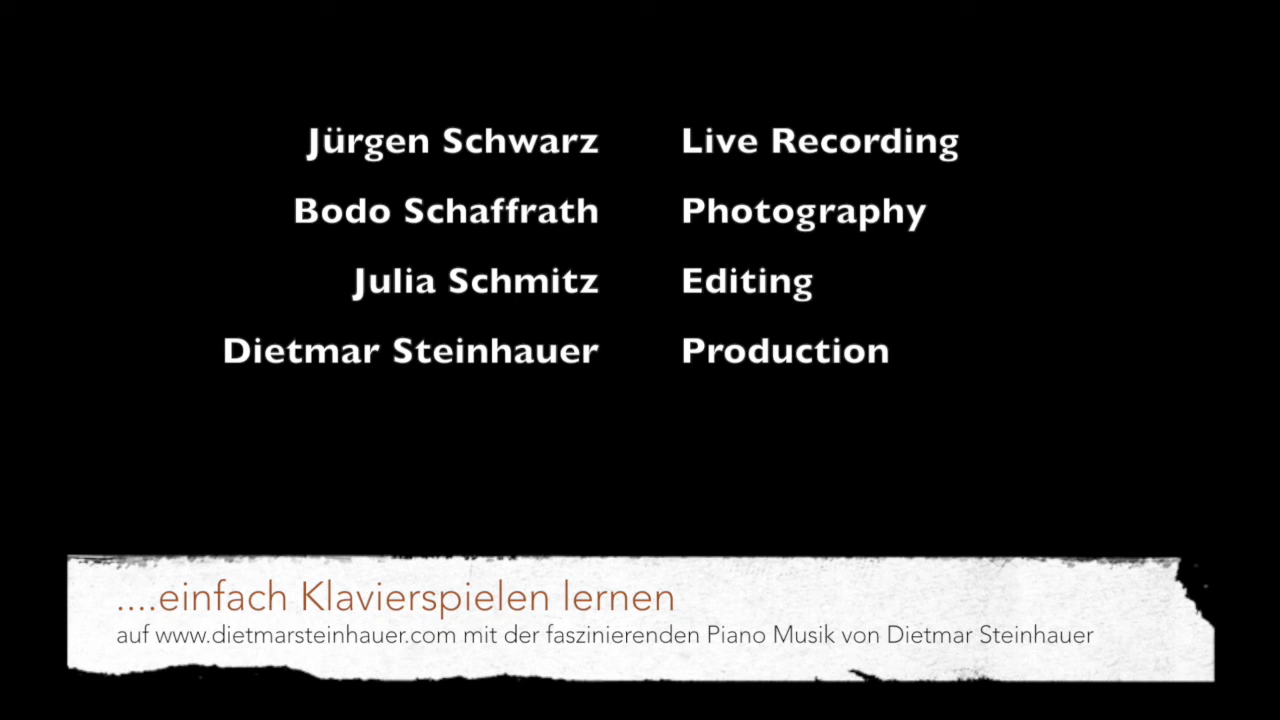 Jürgen Schwarz Live Recording
Bodo Schaffrath Photography
Julia Schmitz Editing
Dietmar Steinhauer Production
....einfach Klavierspielen lernen
auf www.dietmarsteinhauer.com mit der faszinierenden Piano Musik von Dietmar Steinhauer